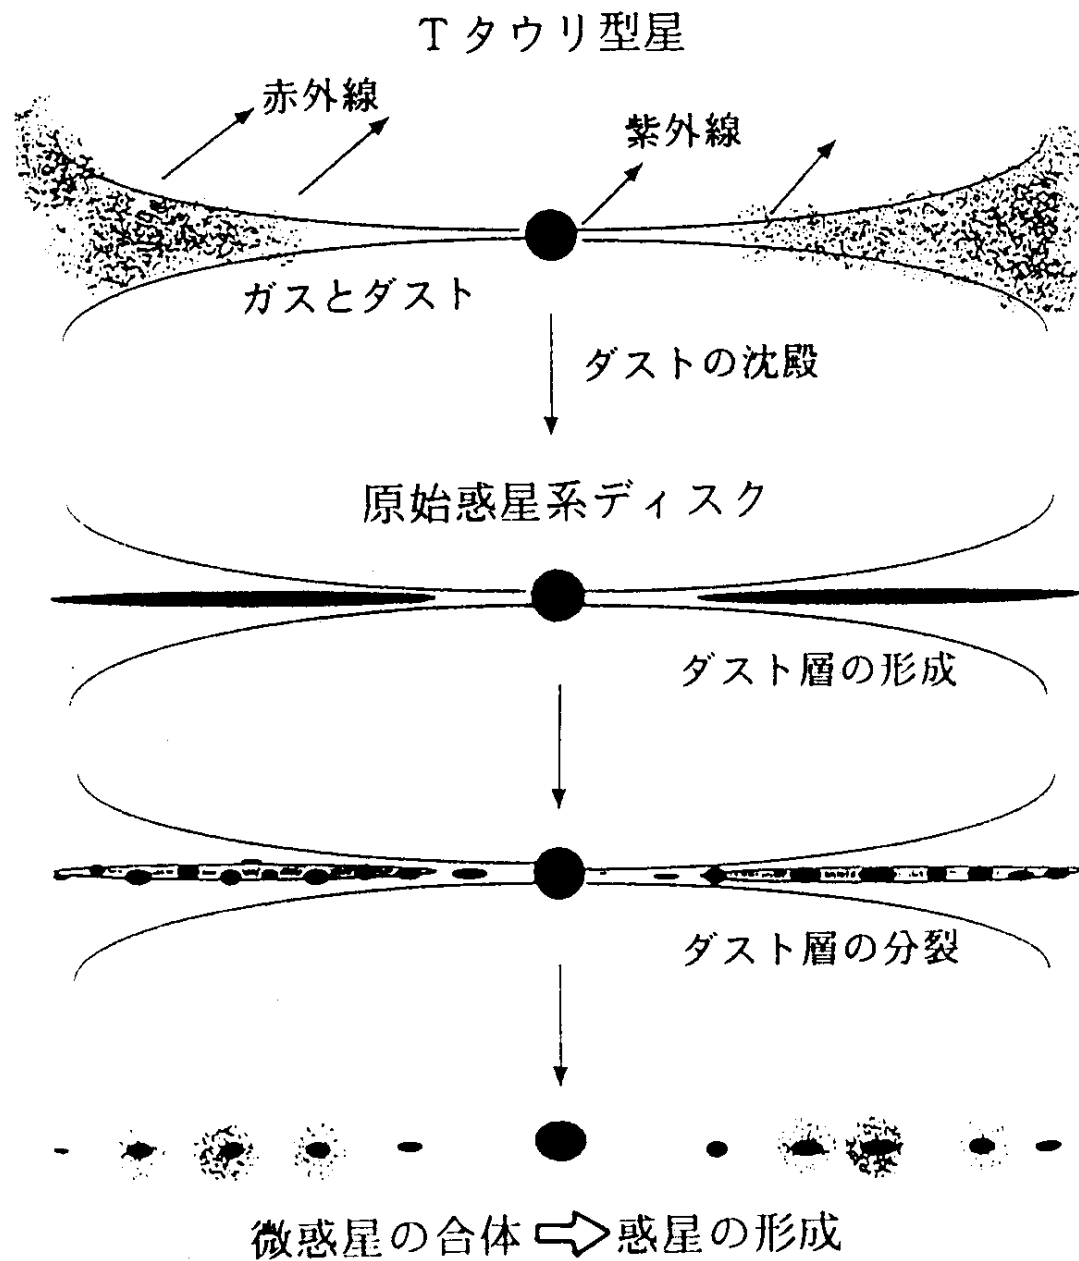 Tタウリ型星
赤外線
紫外線
ガスとダスト
ダストの沈殿
原始惑星系ディスク
ダスト層の形成
ダスト層の分裂
微惑星の合体⇨惑星の形成